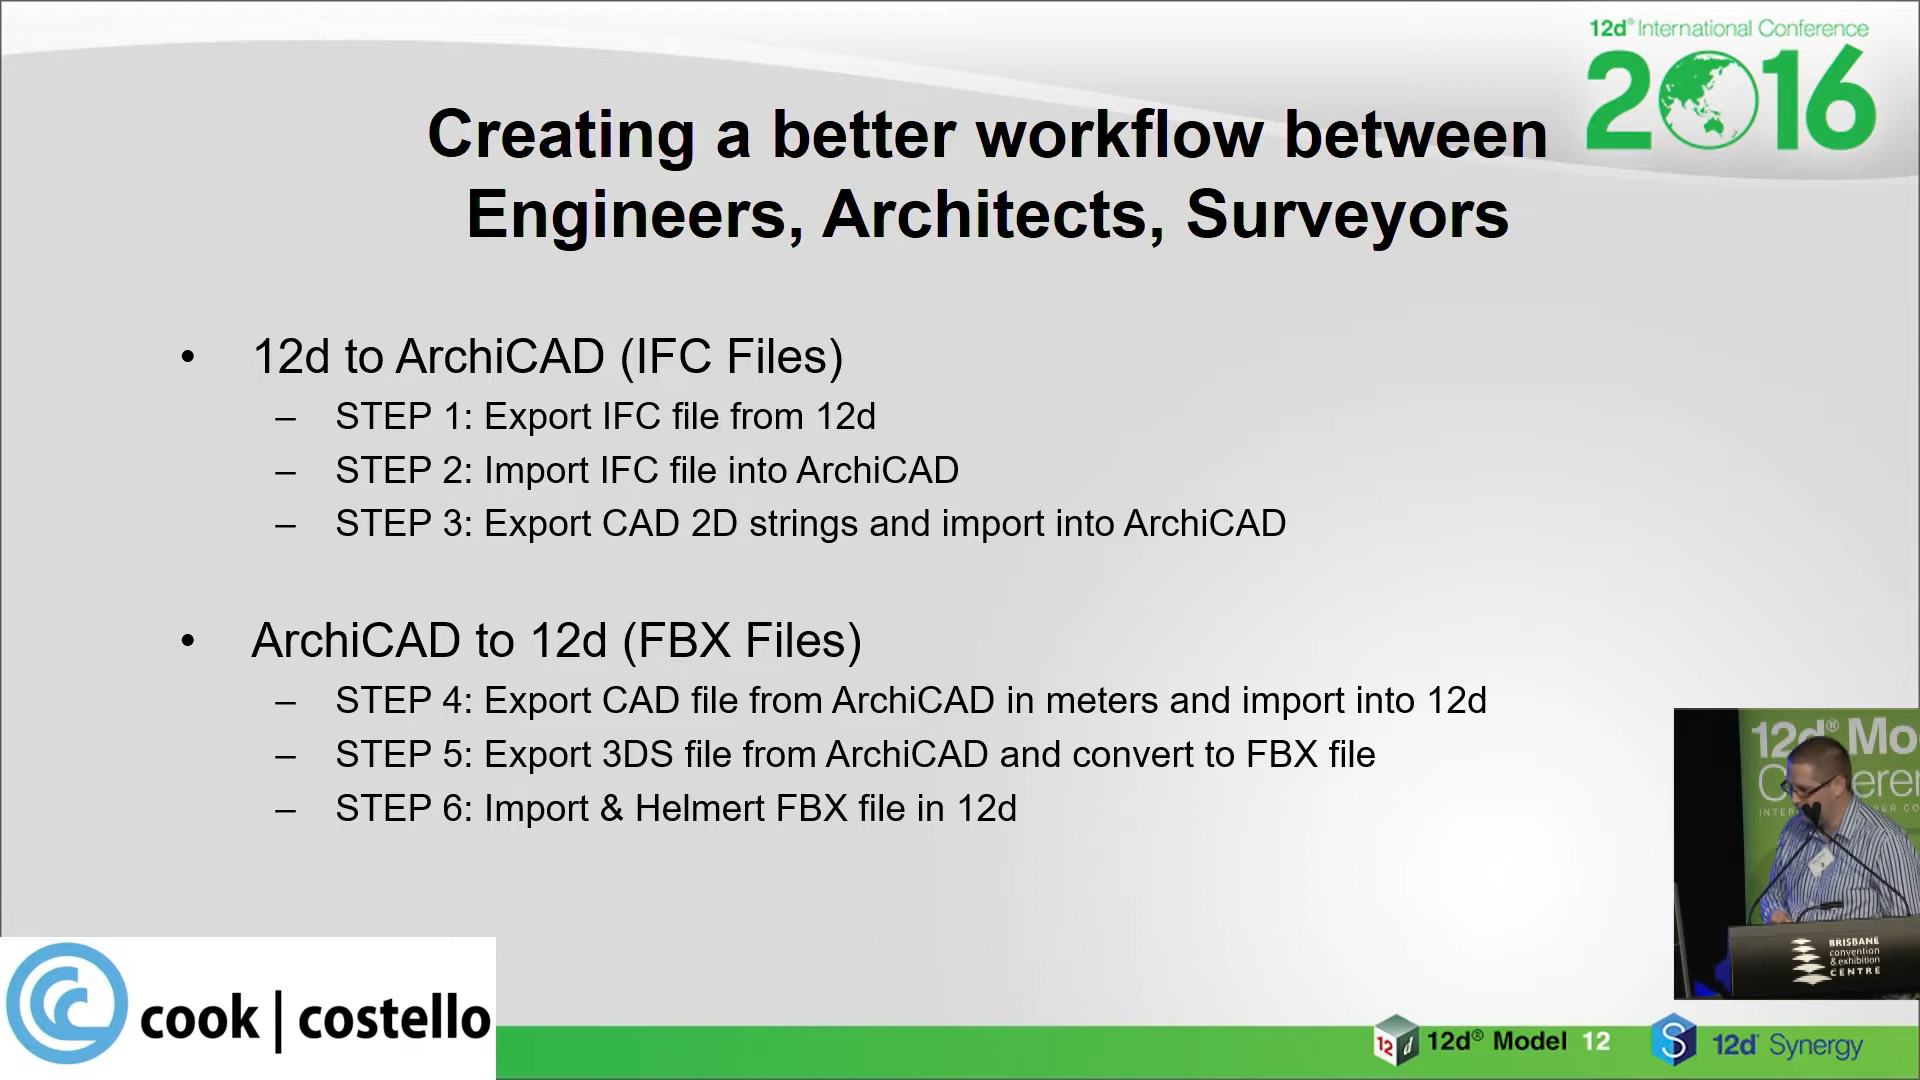 12d® International Conference
2016
Creating a better workflow between
Engineers, Architects, Surveyors
• 12d to ArchiCAD (IFC Files)
– STEP 1: Export IFC file from 12d
– STEP 2: Import IFC file into ArchiCAD
– STEP 3: Export CAD 2D strings and import into ArchiCAD
• ArchiCAD to 12d (FBX Files)
– STEP 4: Export CAD file from ArchiCAD in meters and import into 12d
– STEP 5: Export 3DS file from ArchiCAD and convert to FBX file
– STEP 6: Import & Helmert FBX file in 12d
12d® Mo
BRISBANE
convention
& exhibition
CENTRE
cook | costello
12d® Model 12
S 12d Synergy